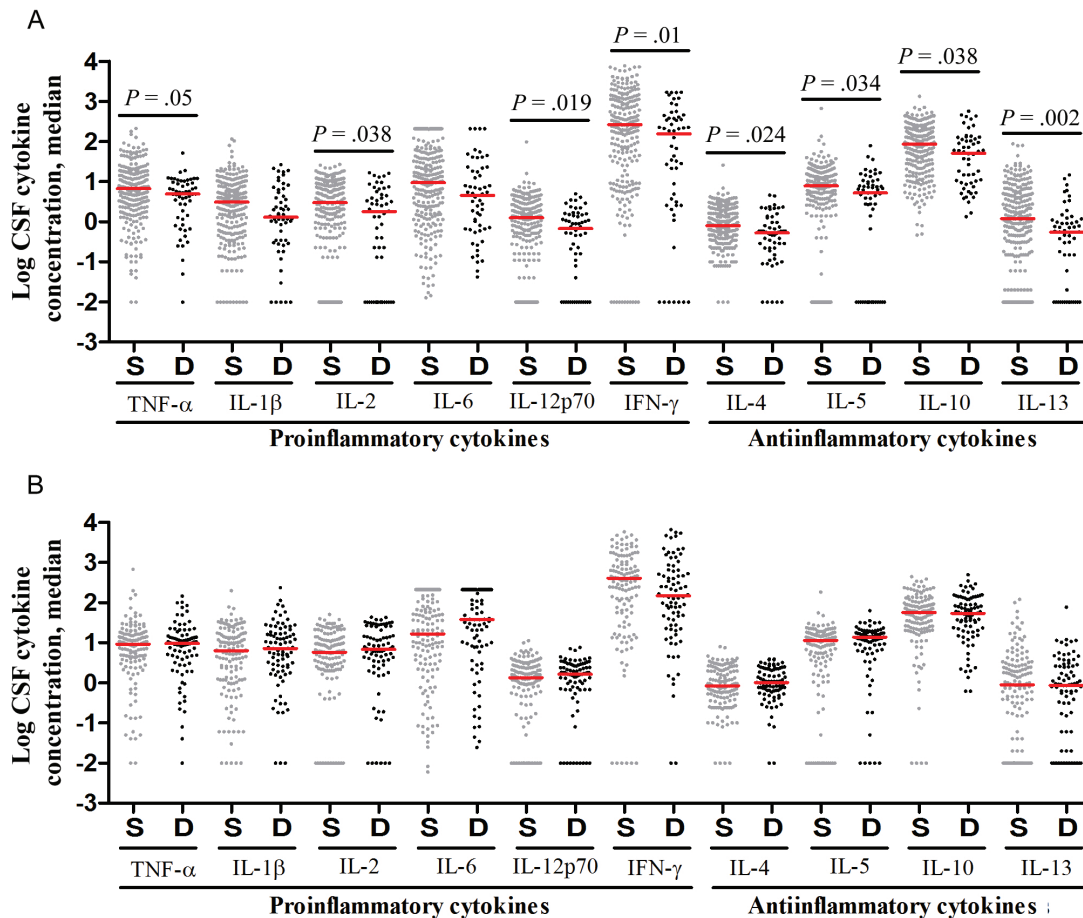 A
P = .05
P = .038
P = .019
P = .01
P = .024
P = .034
P = .038
P = .002
Log CSF cytokine
concentration, median
4
3
2
1
0
-1
-2
-3
S D S D S D S D S D S D S D S D S D S D
TNF-α IL-1β IL-2 IL-6 IL-12p70 IFN-γ IL-4 IL-5 IL-10 IL-13
Proinflammatory cytokines Antiinflammatory cytokines
B
Log CSF cytokine
concentration, median
4
3
2
1
0
-1
-2
-3
S D S D S D S D S D S D S D S D S D S D
TNF-α IL-1β IL-2 IL-6 IL-12p70 IFN-γ IL-4 IL-5 IL-10 IL-13
Proinflammatory cytokines Antiinflammatory cytokines